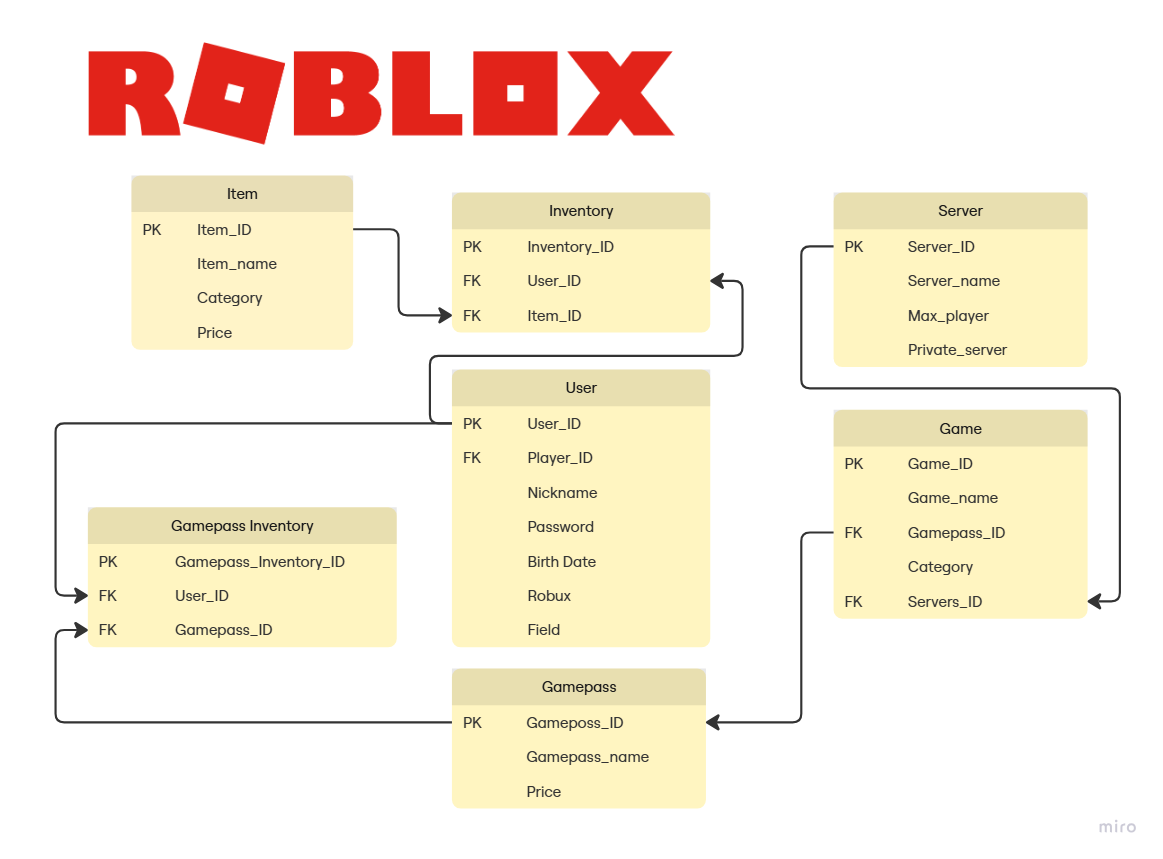 ROBLOX
Item
PK Item_ID
Item_name
Category
Price
Inventory
PK Inventory_ID
FK User_ID
FK Item_ID
Server
PK Server_ID
Server_name
Max_player
Private_server
User
PK User_ID
FK Player_ID
Nickname
Password
Birth Date
Robux
Field
Game
PK Game_ID
Game_name
FK Gamepass_ID
Category
FK Servers_ID
Gamepass Inventory
PK Gamepass_Inventory_ID
FK User_ID
FK Gamepass_ID
Gamepass
PK Gameposs_ID
Gamepass_name
Price
miro